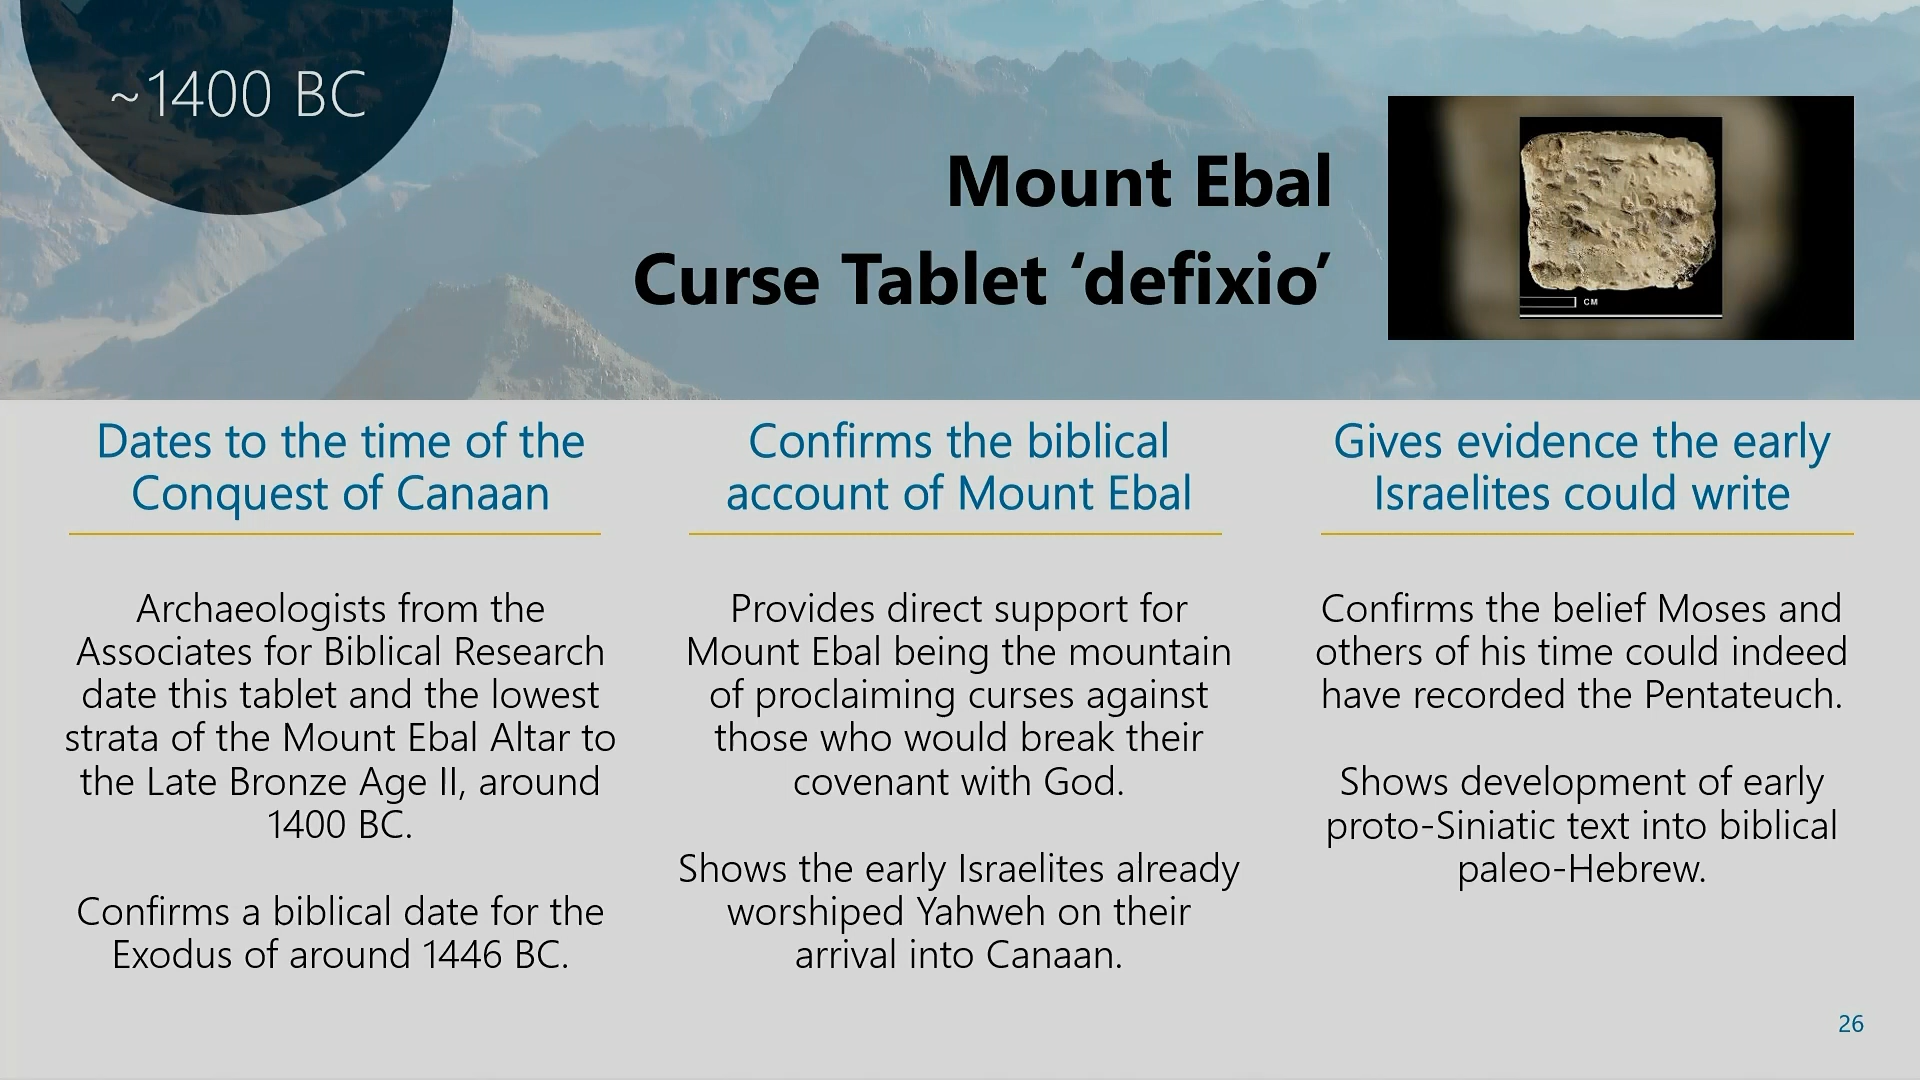 ~1400 BC
Mount Ebal
Curse Tablet ‘defixio’
CM
Dates to the time of the
Conquest of Canaan
Archaeologists from the
Associates for Biblical Research
date this tablet and the lowest
strata of the Mount Ebal Altar to
the Late Bronze Age II, around
1400 BC.
Confirms a biblical date for the
Exodus of around 1446 BC.
Confirms the biblical
account of Mount Ebal
Provides direct support for
Mount Ebal being the mountain
of proclaiming curses against
those who would break their
covenant with God.
Shows the early Israelites already
worshiped Yahweh on their
arrival into Canaan.
Gives evidence the early
Israelites could write
Confirms the belief Moses and
others of his time could indeed
have recorded the Pentateuch.
Shows development of early
proto-Siniatic text into biblical
paleo-Hebrew.
26